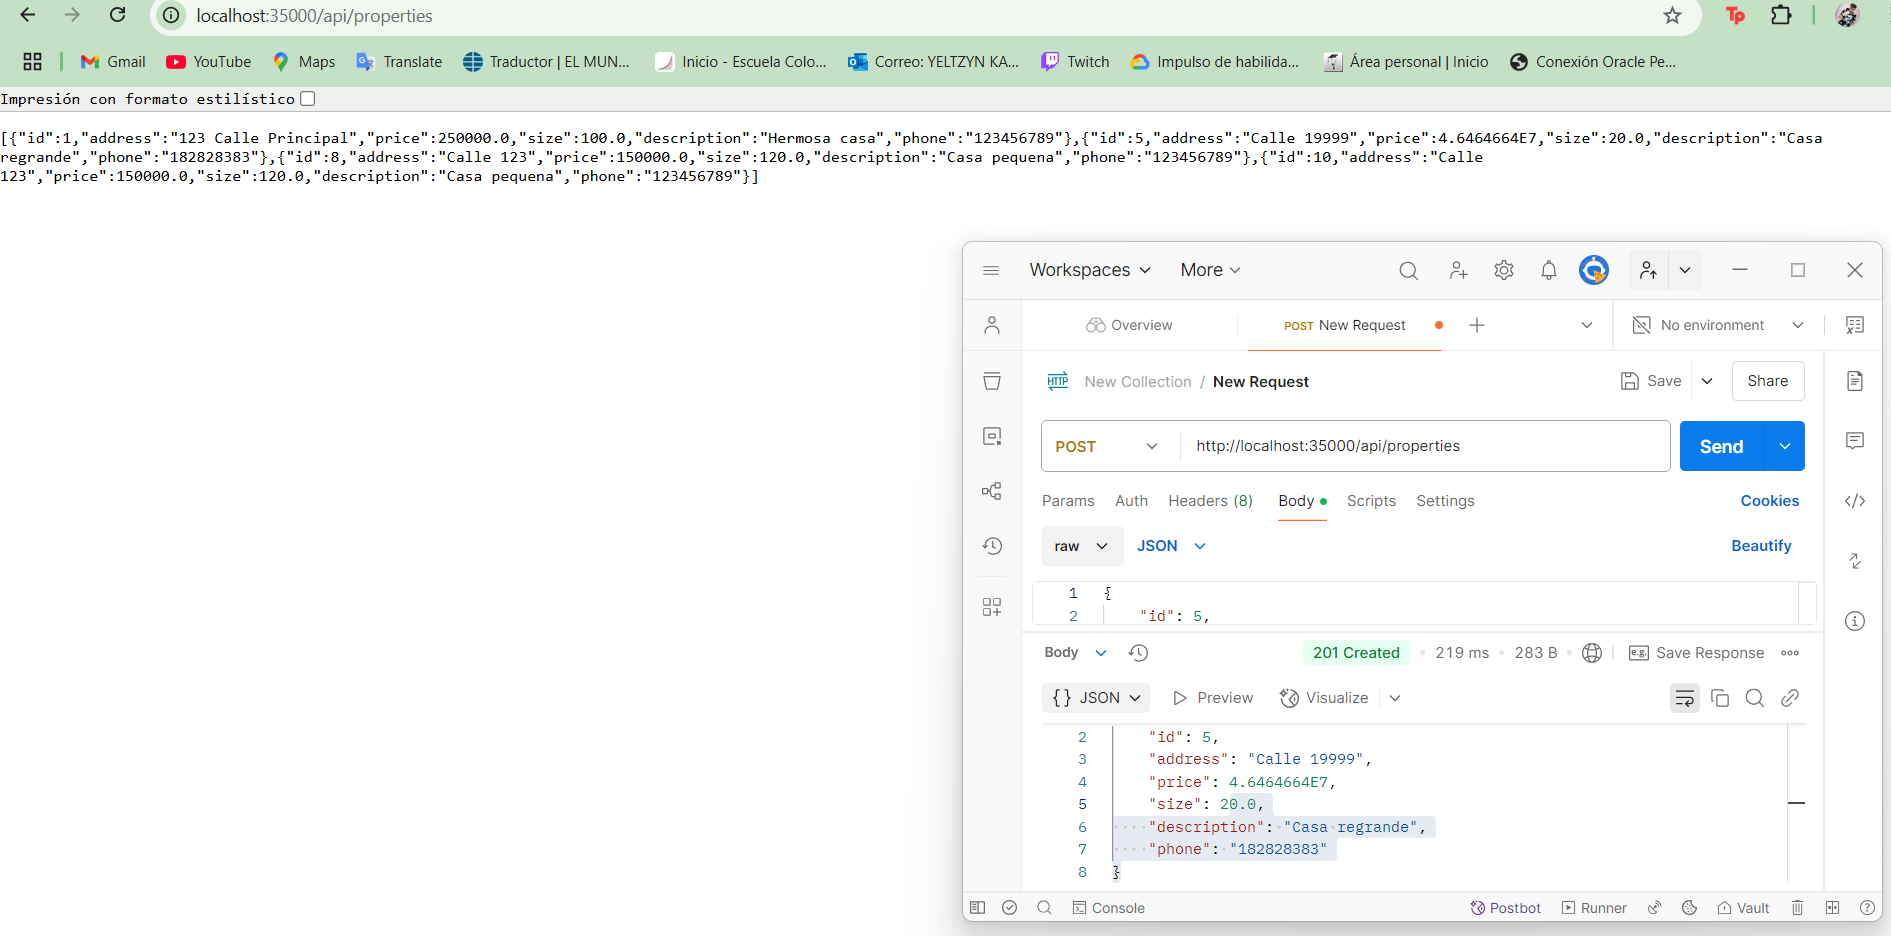 localhost:35000/api/properties
Gmail YouTube Maps Translate Traductor | EL MUN... Inicio - Escuela Colo... Correo: YELTZYN KA... Twitch Impulso de habilida... Área personal | Inicio Conexión Oracle Pe...
Impresión con formato estilístico
[{"id":1,"address":"123 Calle Principal","price":250000.0,"size":100.0,"description":"Hermosa casa","phone":"123456789"},{"id":5,"address":"Calle 19999","price":4.6464664E7,"size":20.0,"description":"Casa
regrande","phone":"182828383"},{"id":8,"address":"Calle 123","price":150000.0,"size":120.0,"description":"Casa pequena","phone":"123456789"},{"id":10,"address":"Calle
123","price":150000.0,"size":120.0,"description":"Casa pequena","phone":"123456789"}]
Workspaces More
Overview POST New Request No environment
HTTP New Collection / New Request Save Share
POST http://localhost:35000/api/properties Send
Params Auth Headers (8) Body Scripts Settings Cookies
raw JSON Beautify
1 {
2 "id": 5,
Body 201 Created 219 ms 283 B e.g. Save Response
{} JSON Preview Visualize
2 "id": 5,
3 "address": "Calle 19999",
4 "price": 4.6464664E7,
5 "size": 20.0,
6 "description": "Casa regrande",
7 "phone": "182828383"
8 }
Console Postbot Runner Vault